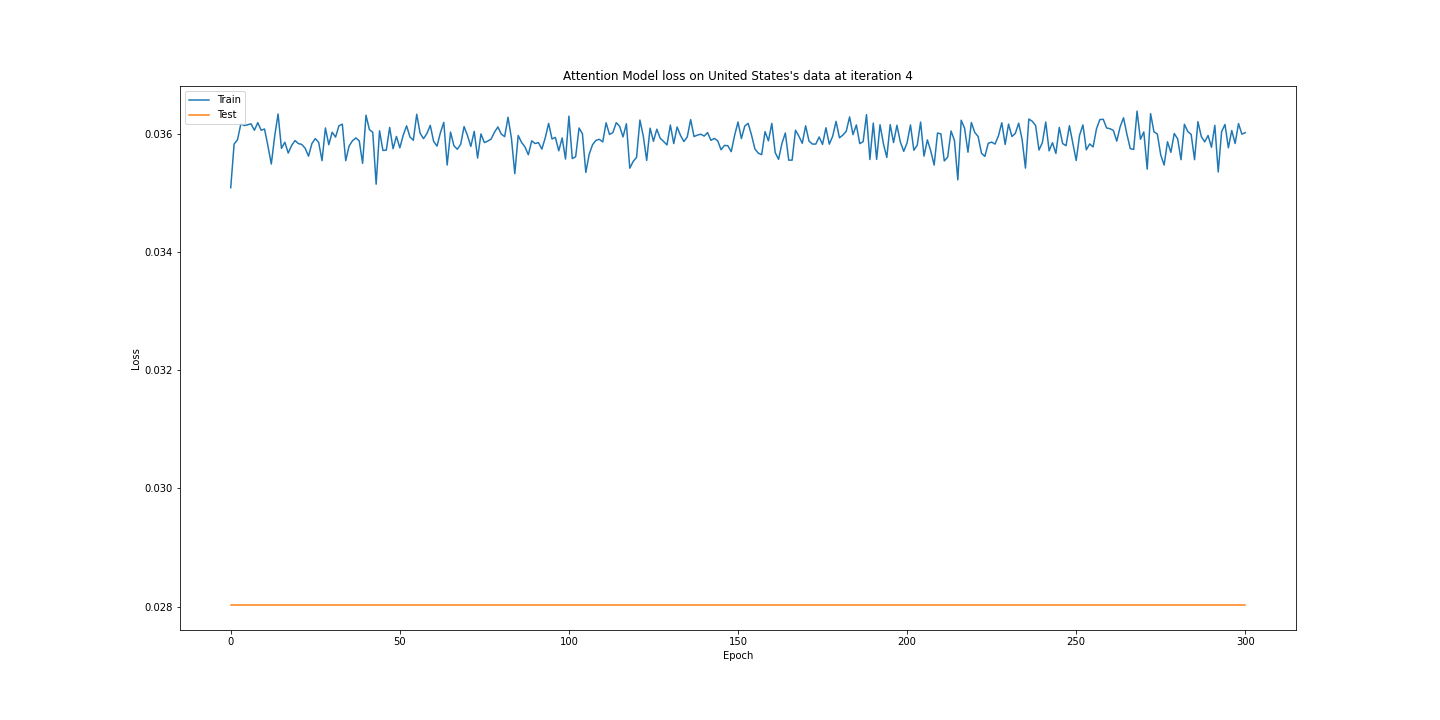 Attention Model loss on United States's data at iteration 4
Train
Test
0.036
0.034
0.032
0.030
0.028
Loss
0 50 100 150 200 250 300
Epoch